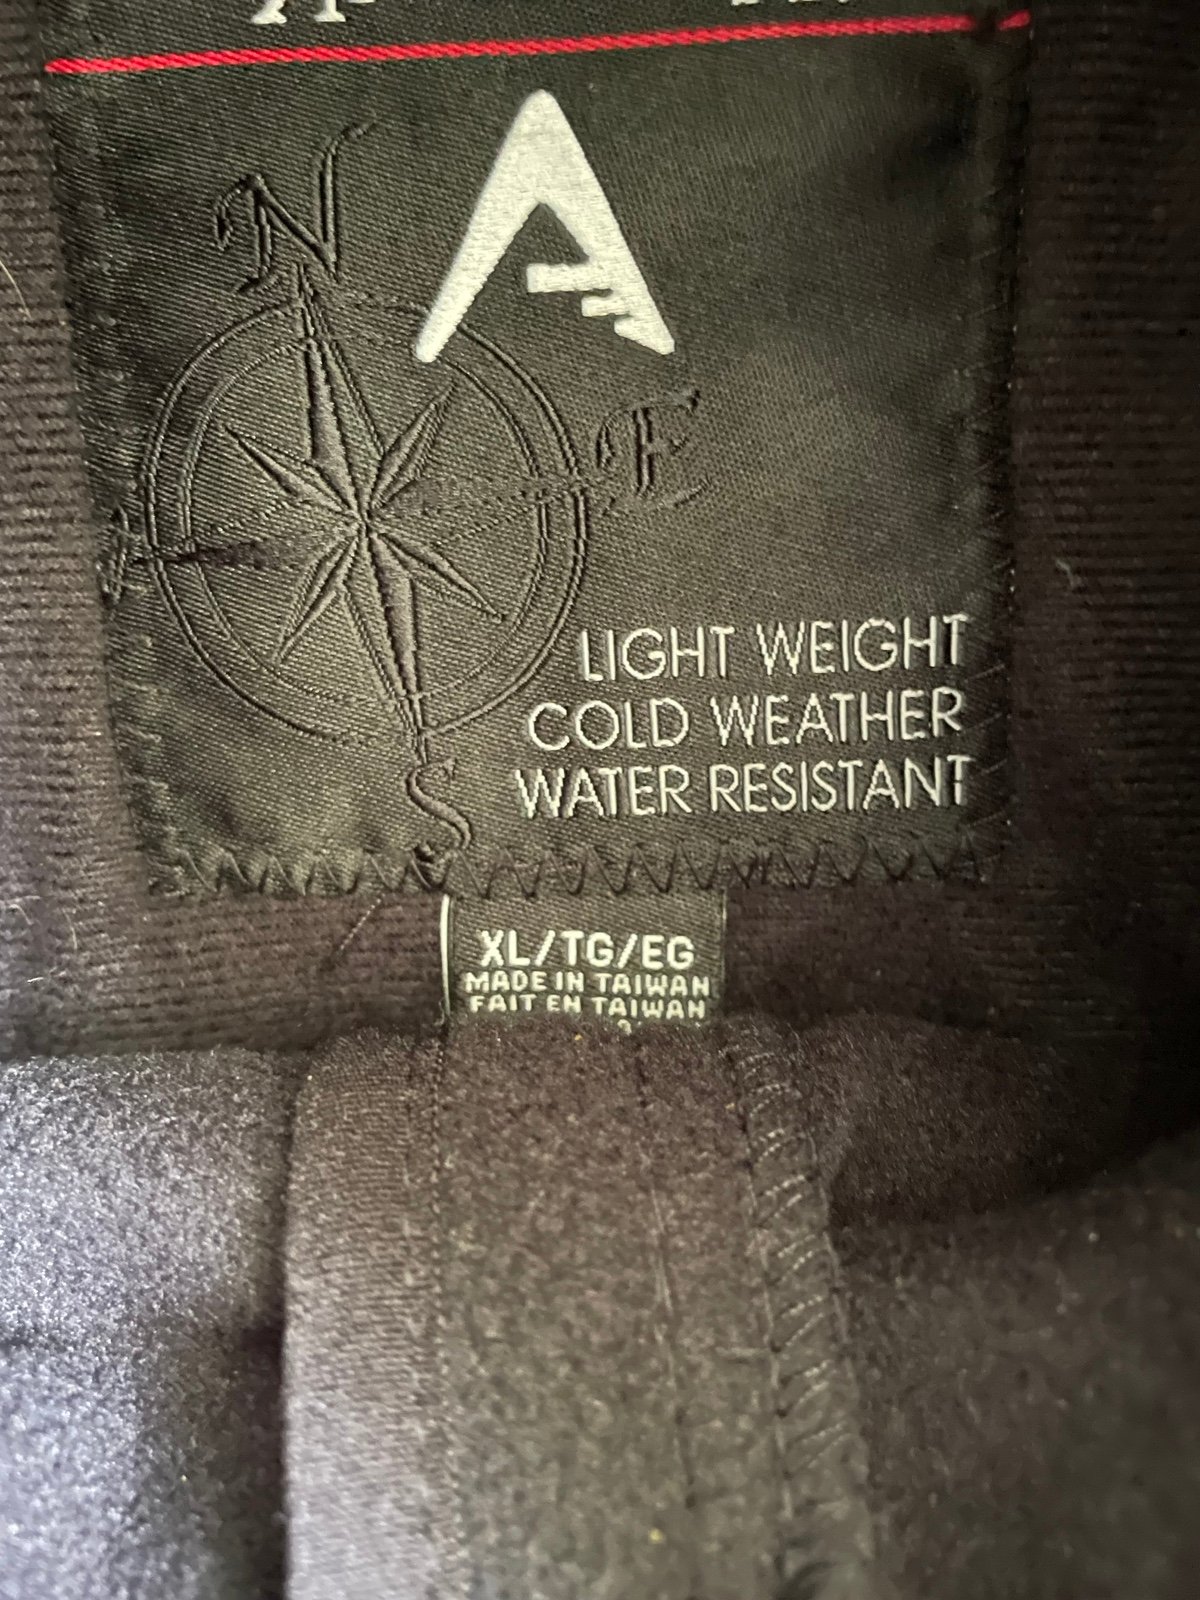 N
E
S
LIGHT WEIGHT
COLD WEATHER
WATER RESISTANT
XL/TG/EG
MADE IN TAIWAN
FAIT EN TAIWAN